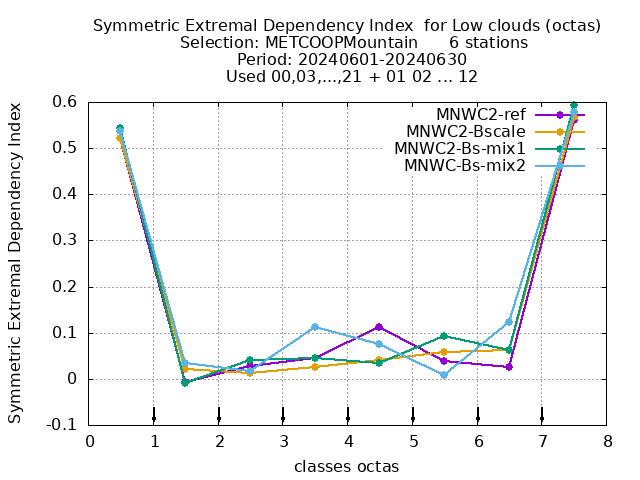 Symmetric Extremal Dependency Index  for Low clouds (octas)
Selection: METCOOPMountain      6 stations
Period: 20240601-20240630
Used 00,03,...,21 + 01 02 ... 12
MNWC2-ref
MNWC2-Bscale
MNWC2-Bs-mix1
MNWC-Bs-mix2
Symmetric Extremal Dependency Index
0.6
0.5
0.4
0.3
0.2
0.1
0
-0.1
0 1 2 3 4 5 6 7 8
classes octas